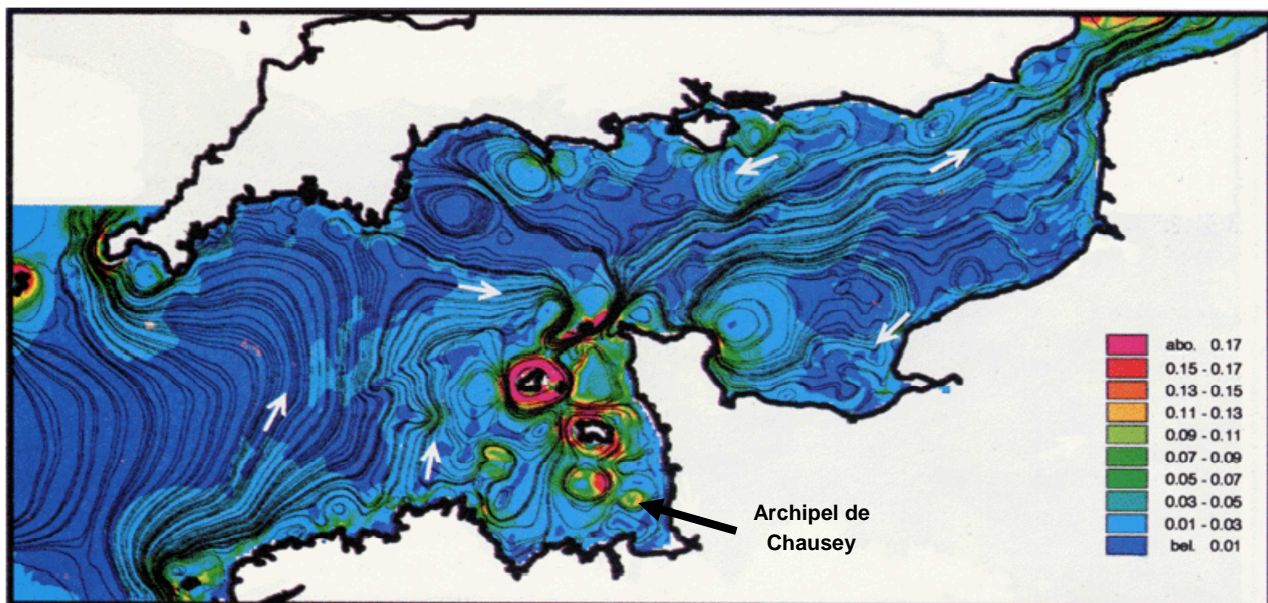 abo. 0.17
0.15 - 0.17
0.13 - 0.15
0.11 - 0.13
0.09 - 0.11
0.07 - 0.09
0.05 - 0.07
0.03 - 0.05
0.01 - 0.03
bel. 0.01
Archipel de
Chausey